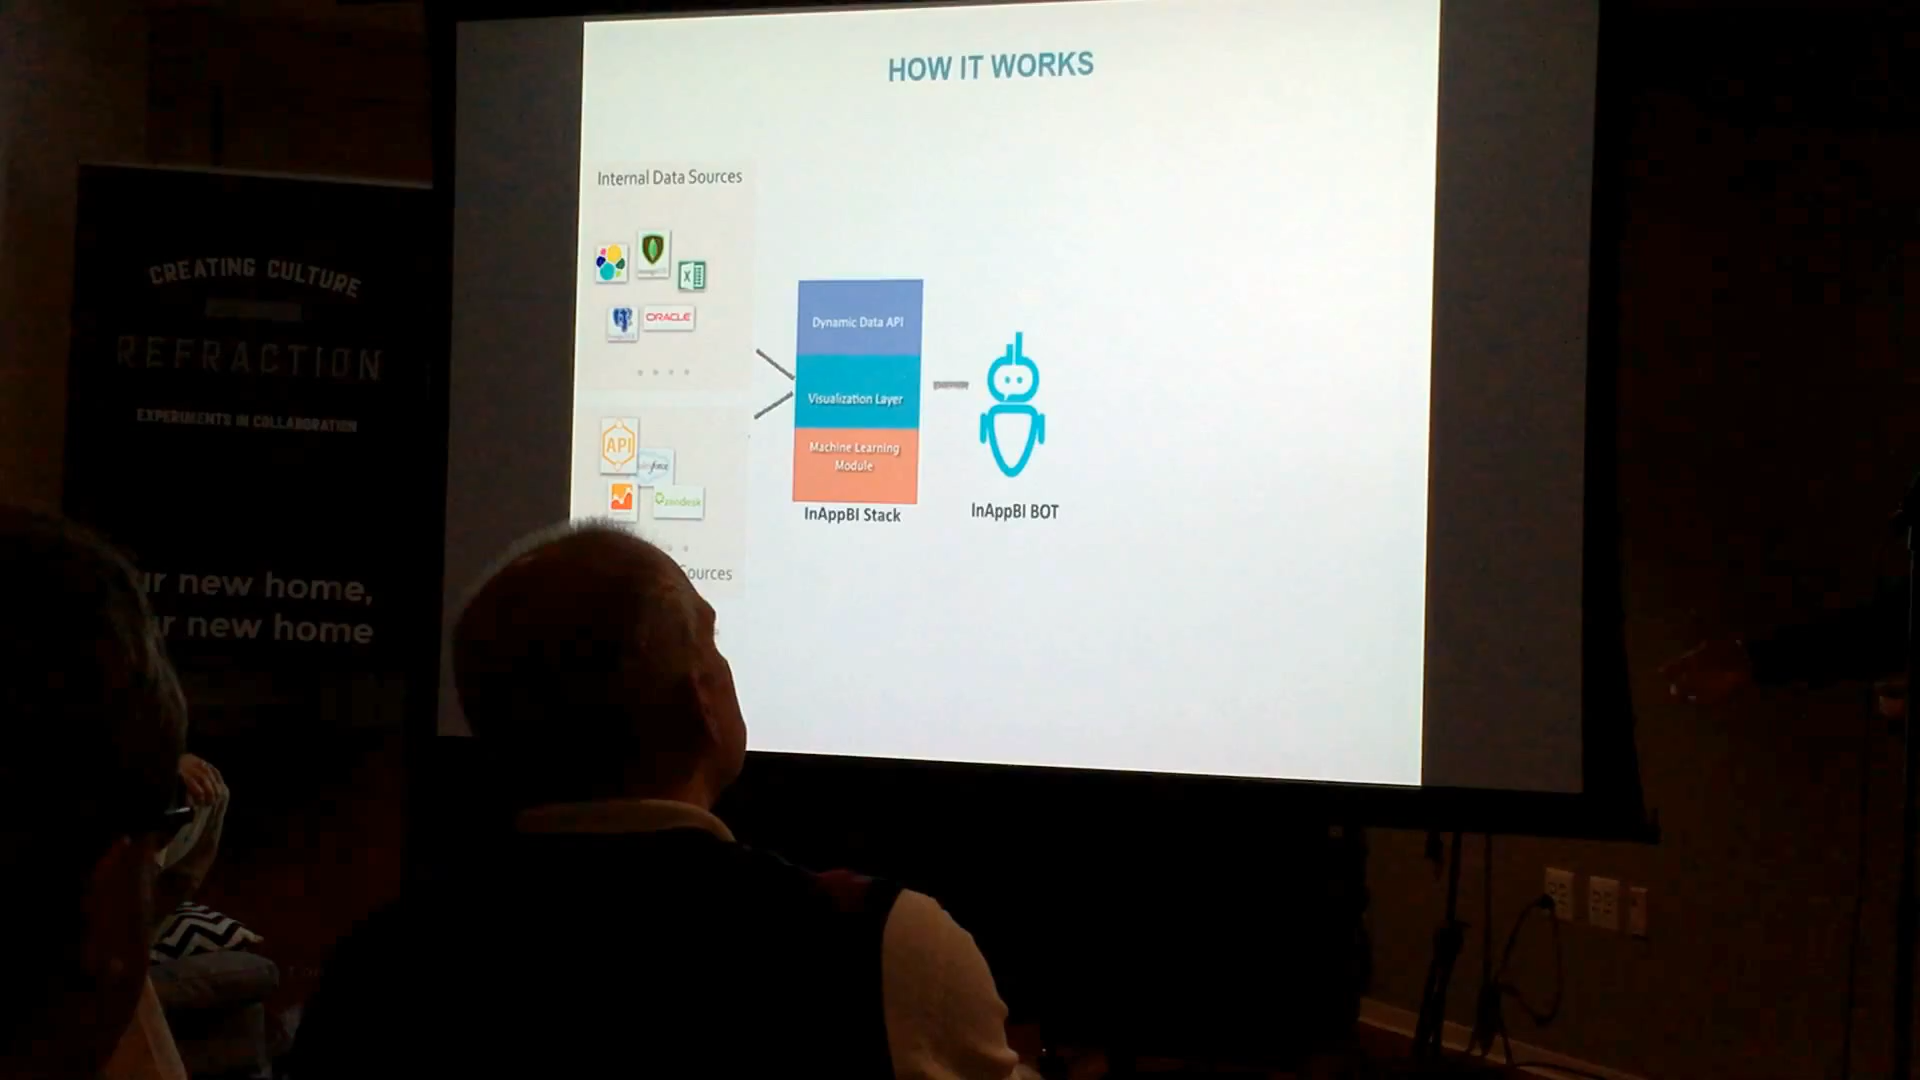 HOW IT WORKS
Internal Data Sources
ORACLE
Dynamic Data API
Visualization Layer
Machine Learning
Module
InAppBI Stack
InAppBI BOT
API
zendesk
Sources
CREATING CULTURE
REFRACTION
EXPERIMENTS IN COLLABORATION
new home,
new home